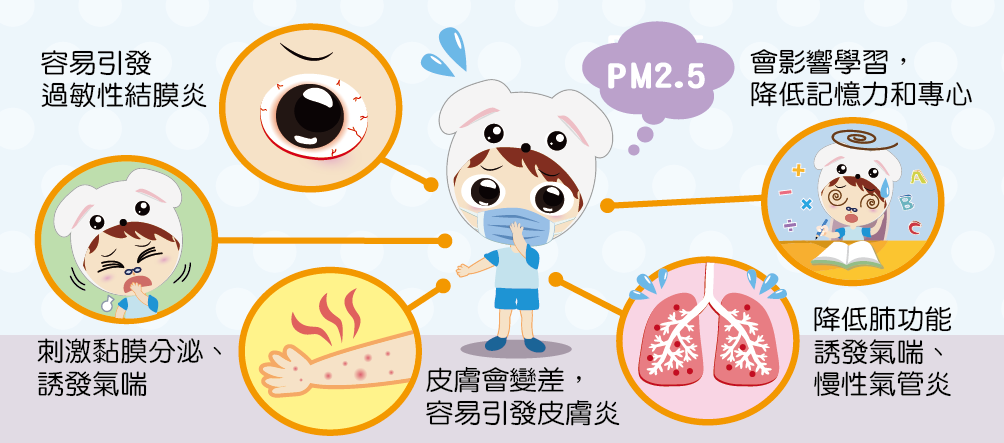 容易引發
過敏性結膜炎
PM2.5
會影響學習，
降低記憶力和專心
刺激黏膜分泌、
誘發氣喘
皮膚會變差，
容易引發皮膚炎
降低肺功能
誘發氣喘、
慢性氣管炎
+
−
×
÷
A
B
C